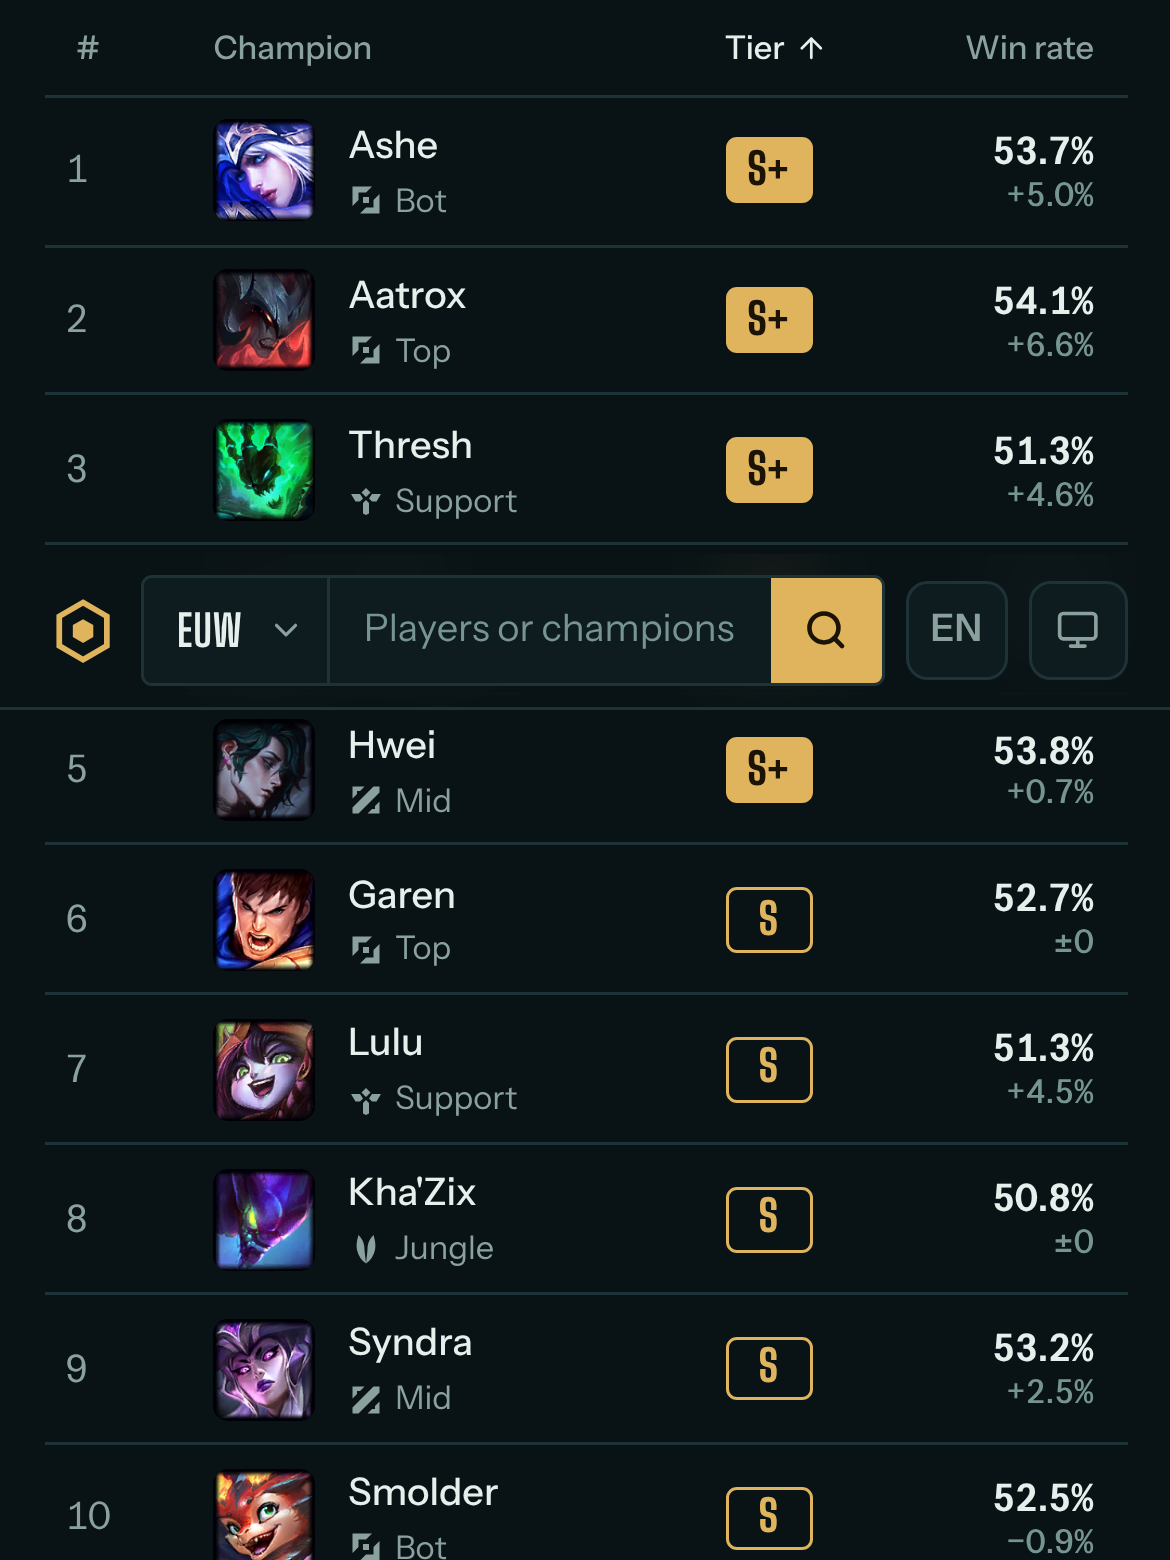 # Champion Tier ↑ Win rate
1 Ashe S+ 53.7%
Bot +5.0%
2 Aatrox S+ 54.1%
Top +6.6%
3 Thresh S+ 51.3%
Support +4.6%
EUW Players or champions EN
5 Hwei S+ 53.8%
Mid +0.7%
6 Garen S 52.7%
Top ±0
7 Lulu S 51.3%
Support +4.5%
8 Kha'Zix S 50.8%
Jungle ±0
9 Syndra S 53.2%
Mid +2.5%
10 Smolder S 52.5%
Bot −0.9%